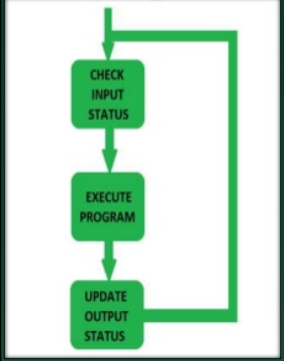 CHECK
INPUT
STATUS
EXECUTE
PROGRAM
UPDATE
OUTPUT
STATUS